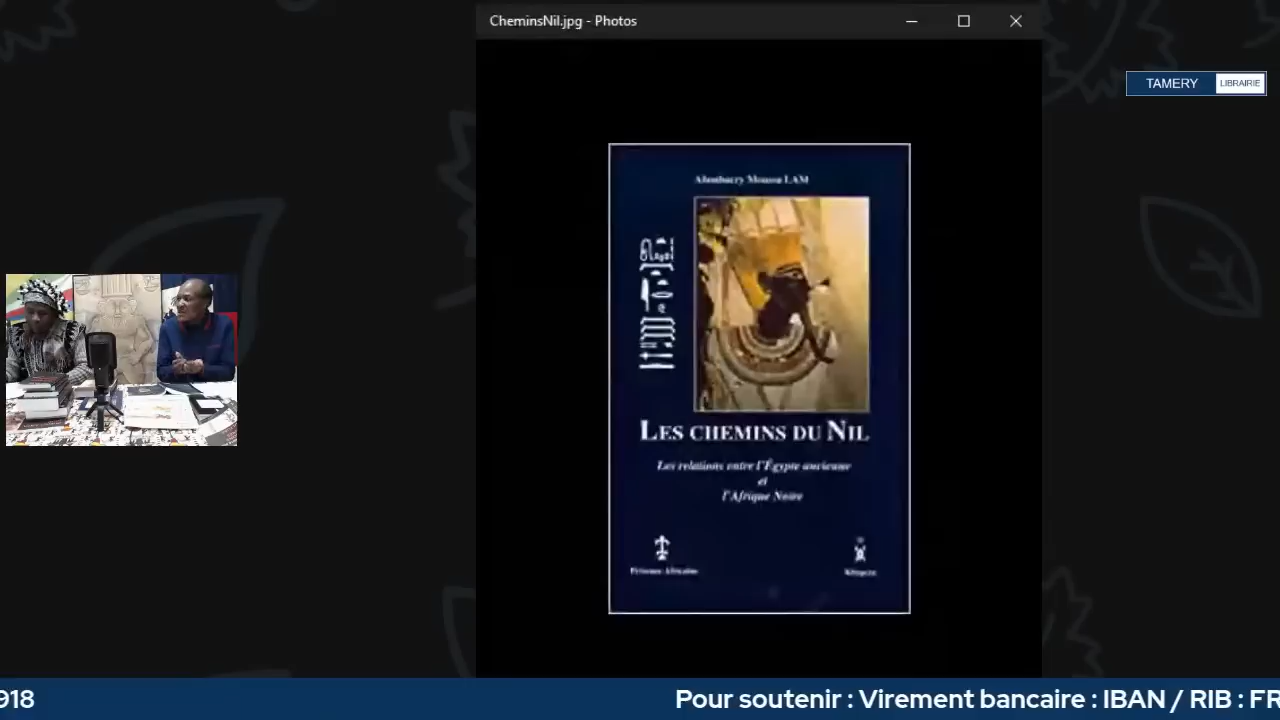 CheminsNil.jpg - Photos
TAMERY LIBRAIRIE
Aboubacry Moussa LAM
LES CHEMINS DU NIL
Les relations entre l'Égypte ancienne
et
l'Afrique Noire
Présence Africaine
Khepera
918
Pour soutenir : Virement bancaire : IBAN / RIB : FR